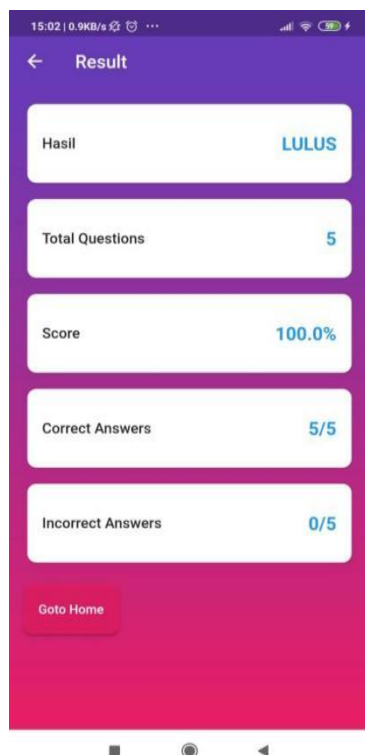 15:02 | 0.9KB/s ... 59
Result
Hasil LULUS
Total Questions 5
Score 100.0%
Correct Answers 5/5
Incorrect Answers 0/5
Goto Home